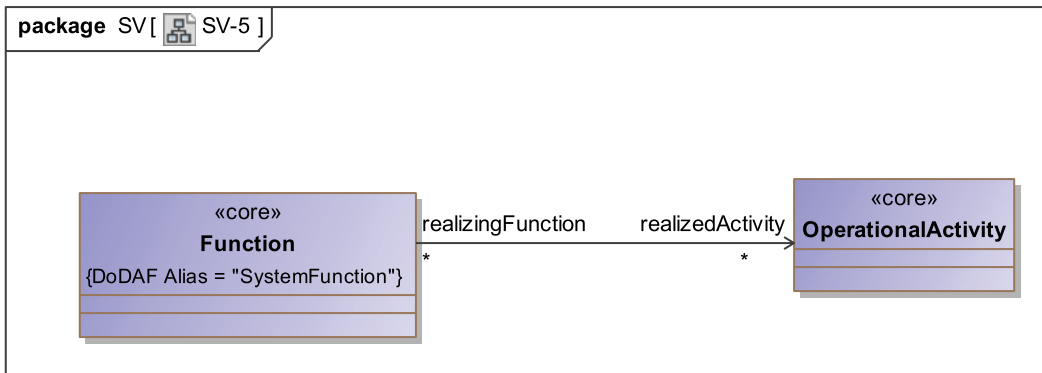 package SV [ SV-5 ]
«core»
Function
{DoDAF Alias = "SystemFunction"}
realizingFunction
*
realizedActivity
*
«core»
OperationalActivity